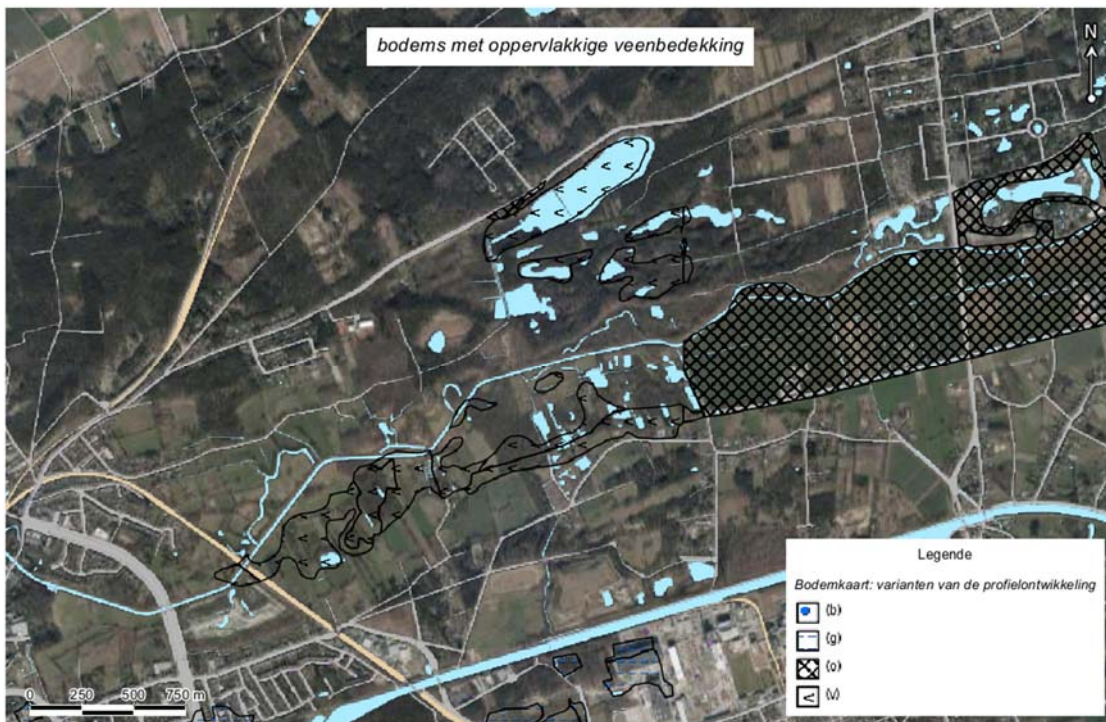 bodems met oppervlakkige veenbedekking
N
Legende
Bodemkaart: varianten van de profielontwikkeling
(b)
(g)
(o)
(v)
0 250 500 750 m